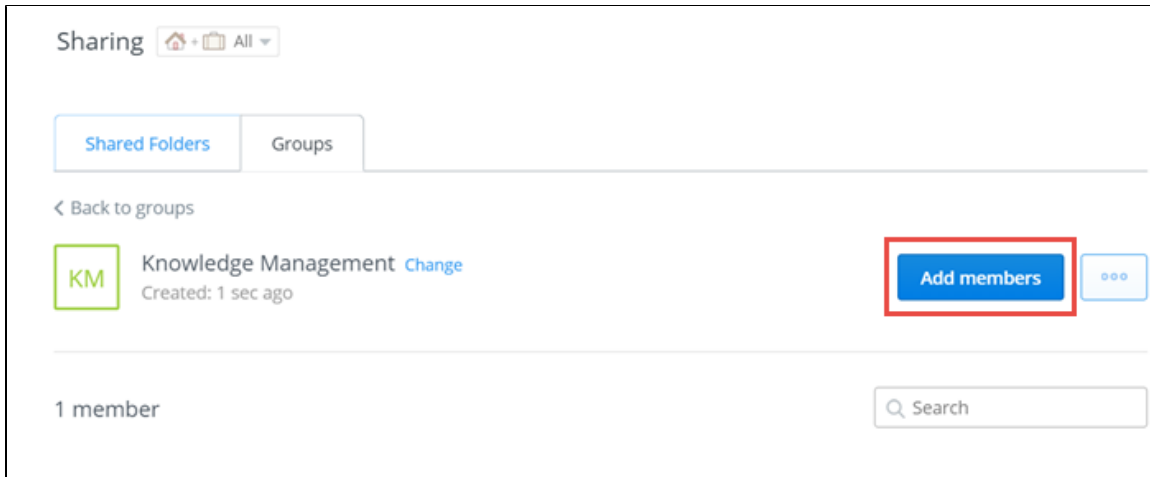 Sharing All
Shared Folders Groups
Back to groups
KM Knowledge Management Change Add members
Created: 1 sec ago
1 member Search